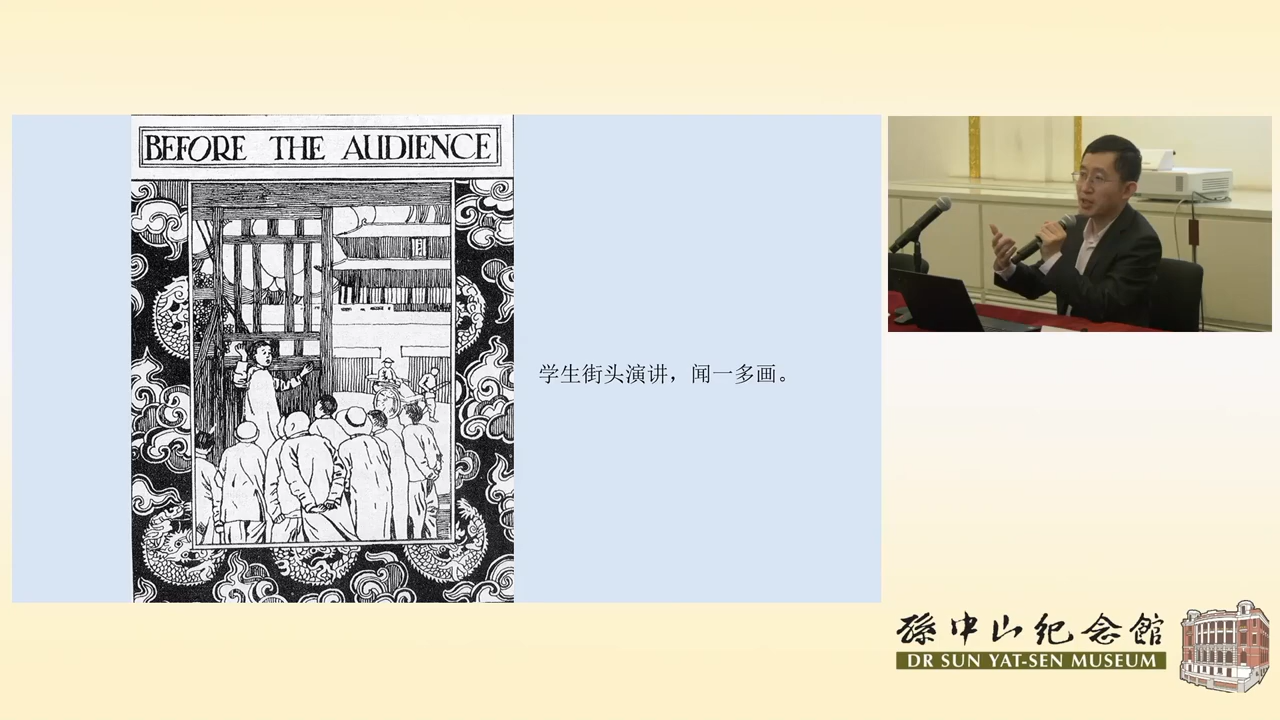 BEFORE THE AUDIENCE
学生街头演讲，闻一多画。
孫中山紀念館
DR SUN YAT-SEN MUSEUM